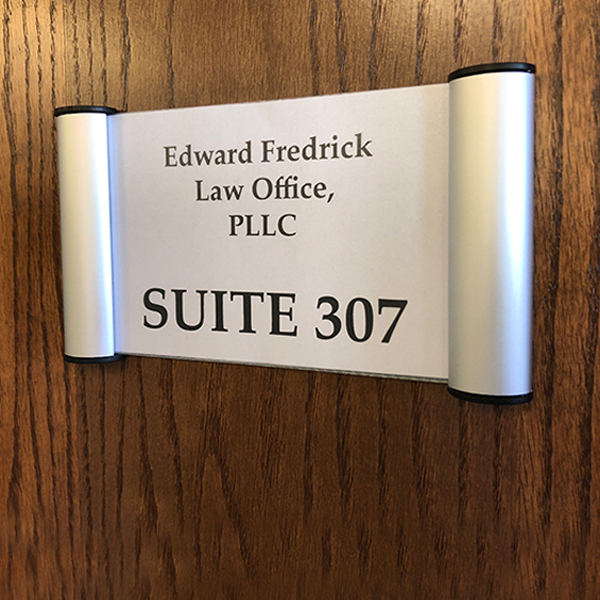 Edward Fredrick
Law Office,
PLLC
SUITE 307